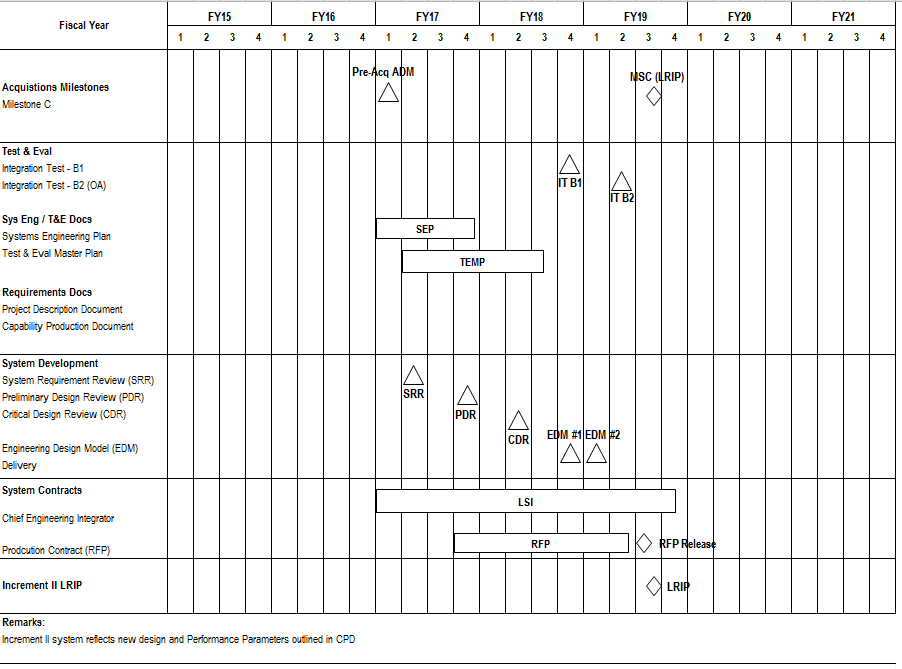 Fiscal Year
FY15 FY16 FY17 FY18 FY19 FY20 FY21
1 2 3 4 1 2 3 4 1 2 3 4 1 2 3 4 1 2 3 4 1 2 3 4 1 2 3 4
Pre-Acq ADM
MSC (LRIP)
Acquistions Milestones
Milestone C
Test & Eval
Integration Test - B1
Integration Test - B2 (OA)
IT B1
IT B2
Sys Eng / T&E Docs
Systems Engineering Plan
SEP
Test & Eval Master Plan
TEMP
Requirements Docs
Project Description Document
Capability Production Document
System Development
System Requirement Review (SRR)
SRR
Preliminary Design Review (PDR)
PDR
Critical Design Review (CDR)
CDR
EDM #1 EDM #2
Engineering Design Model (EDM)
Delivery
System Contracts
LSI
Chief Engineering Integrator
Prodcution Contract (RFP)
RFP
RFP Release
Increment II LRIP
LRIP
Remarks:
Increment II system reflects new design and Performance Parameters outlined in CPD